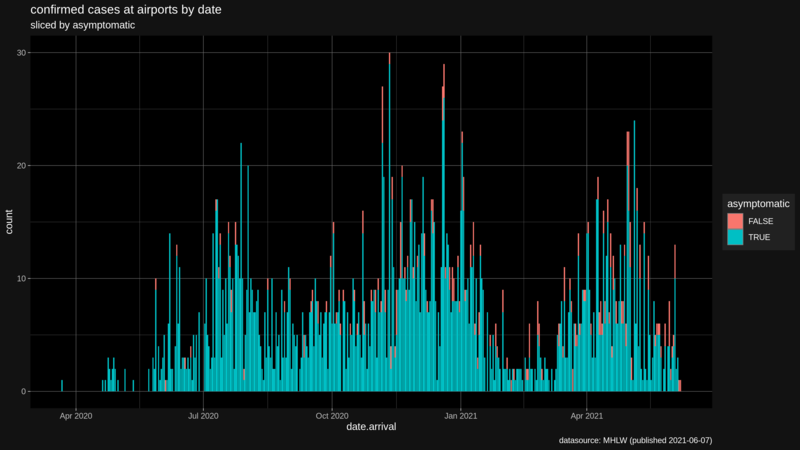 confirmed cases at airports by date
sliced by asymptomatic
30
20
10
0
count
Apr 2020
Jul 2020
Oct 2020
Jan 2021
Apr 2021
date.arrival
asymptomatic
FALSE
TRUE
datasource: MHLW (published 2021-06-07)